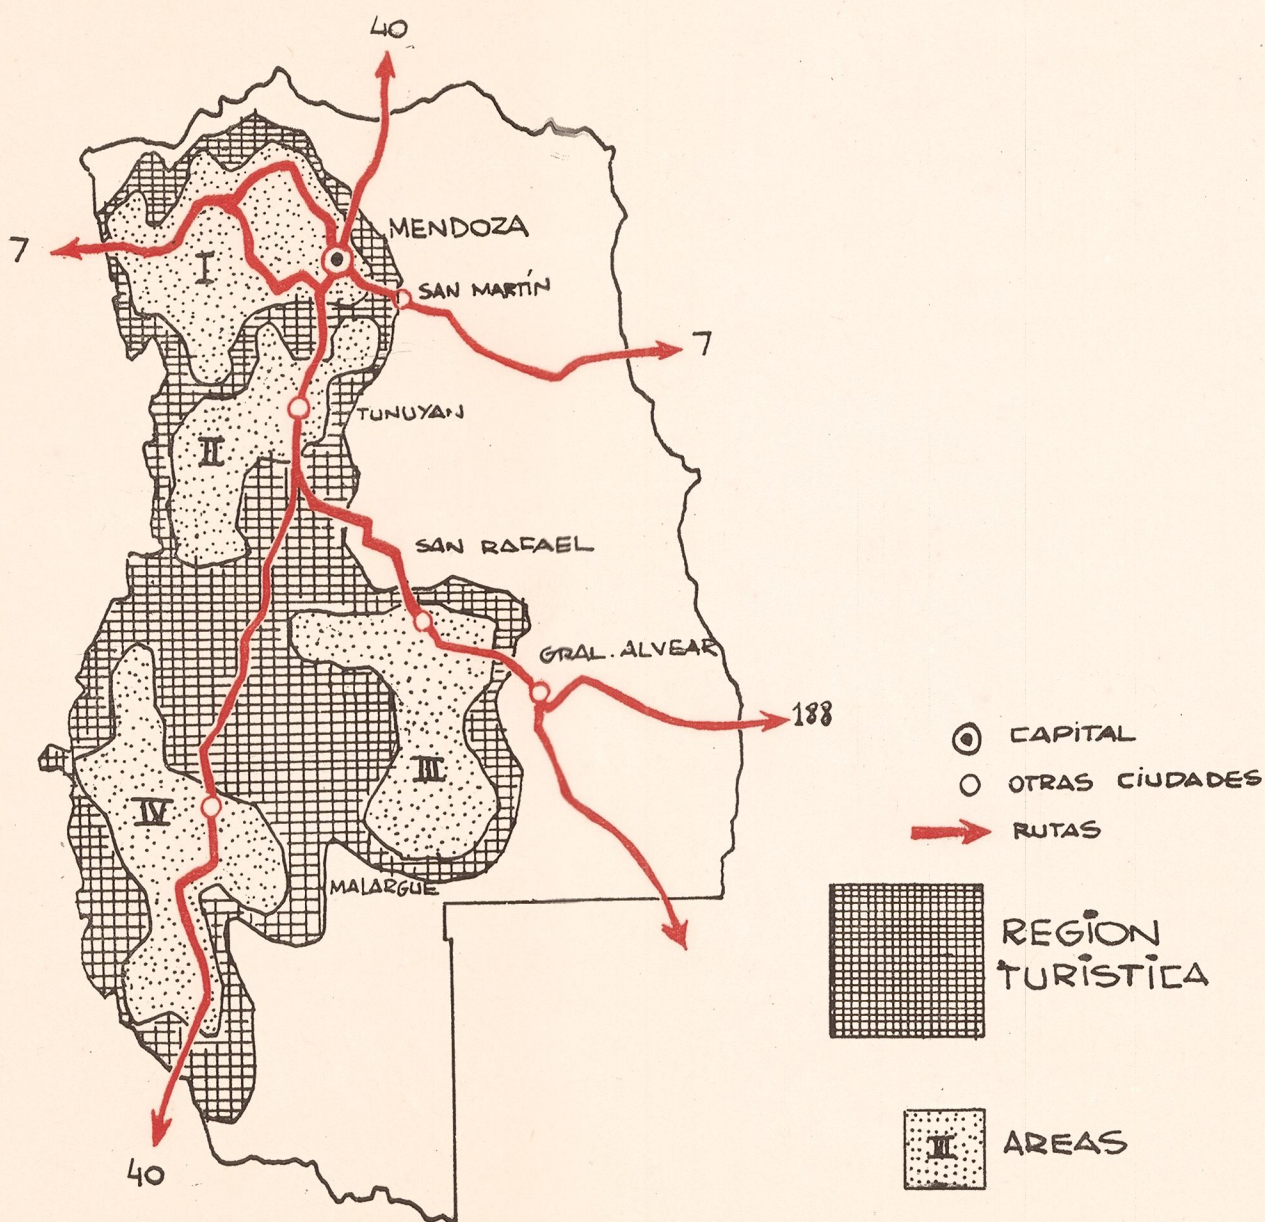 40
MENDOZA
7
I
SAN MARTÍN
7
TUNUYAN
II
SAN RAFAEL
GRAL. ALVEAR
188
CAPITAL
III
OTRAS CIUDADES
IV
RUTAS
MALARGUE
REGION
TURISTICA
III AREAS
40